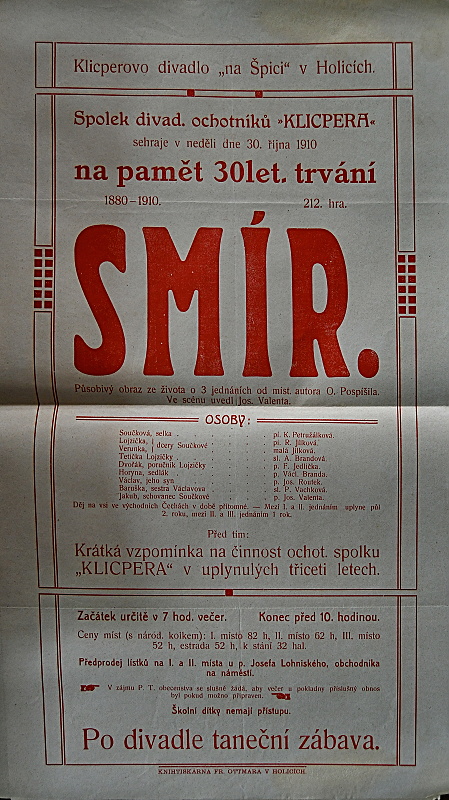 Klicperovo divadlo „na Špici“ v Holicích.
Spolek divad. ochotníků »KLICPERA«
sehraje v neděli dne 30. října 1910
na pamět 30let. trvání
1880–1910. 212. hra.
SMÍR.
Působivý obraz ze života o 3 jednáních od míst. autora O. Pospíšila.
Ve scénu uvedl Jos. Valenta.
OSOBY:
Součková, selka . . pí. K. Petružálková.
Lojzička, } dcery Součkové . . pí. R. Jílková.
Verunka, } . . malá Jílková.
Tetička Lojzičky . . sl. A. Brandová.
Dvořák, poručník Lojzičky . . p. F. Jedlička.
Horyna, sedlák . . p. Václ. Branda.
Václav, jeho syn . . p. Jos. Roufek.
Baruška, sestra Václavova . . sl. P. Vachková.
Jakub, schovanec Součkové . . p. Jos. Valenta.
Děj na vsi ve východních Čechách v době přítomné. — Mezi I. a II. jednáním uplyne půl
2. roku, mezi II. a III. jednáním 1 rok.
Před tím:
Krátká vzpomínka na činnost ochot. spolku
„KLICPERA“ v uplynulých třiceti letech.
Začátek určitě v 7 hod. večer. Konec před 10. hodinou.
Ceny míst (s národ. kolkem): I. místo 82 h, II. místo 62 h, III. místo
52 h, estrada 52 h, k stání 32 hal.
Předprodej lístků na I. a II. místa u p. Josefa Lohniského, obchodníka
na náměstí.
V zájmu P. T. obecenstva se slušně žádá, aby večer u pokladny příslušný obnos
byl pokud možno připraven.
Školní dítky nemají přístupu.
Po divadle taneční zábava.
KNIHTISKÁRNA FR. OTTMARA V HOLICÍCH.